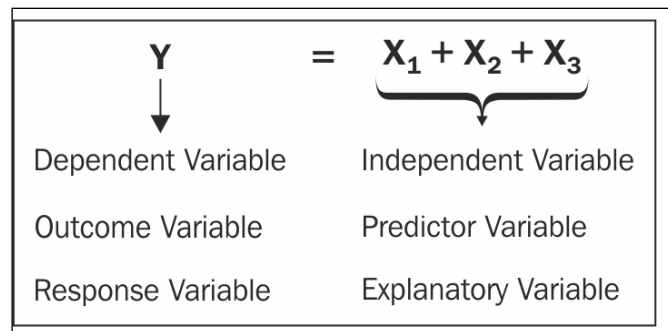 Y = X₁ + X₂ + X₃
Dependent Variable Independent Variable
Outcome Variable Predictor Variable
Response Variable Explanatory Variable